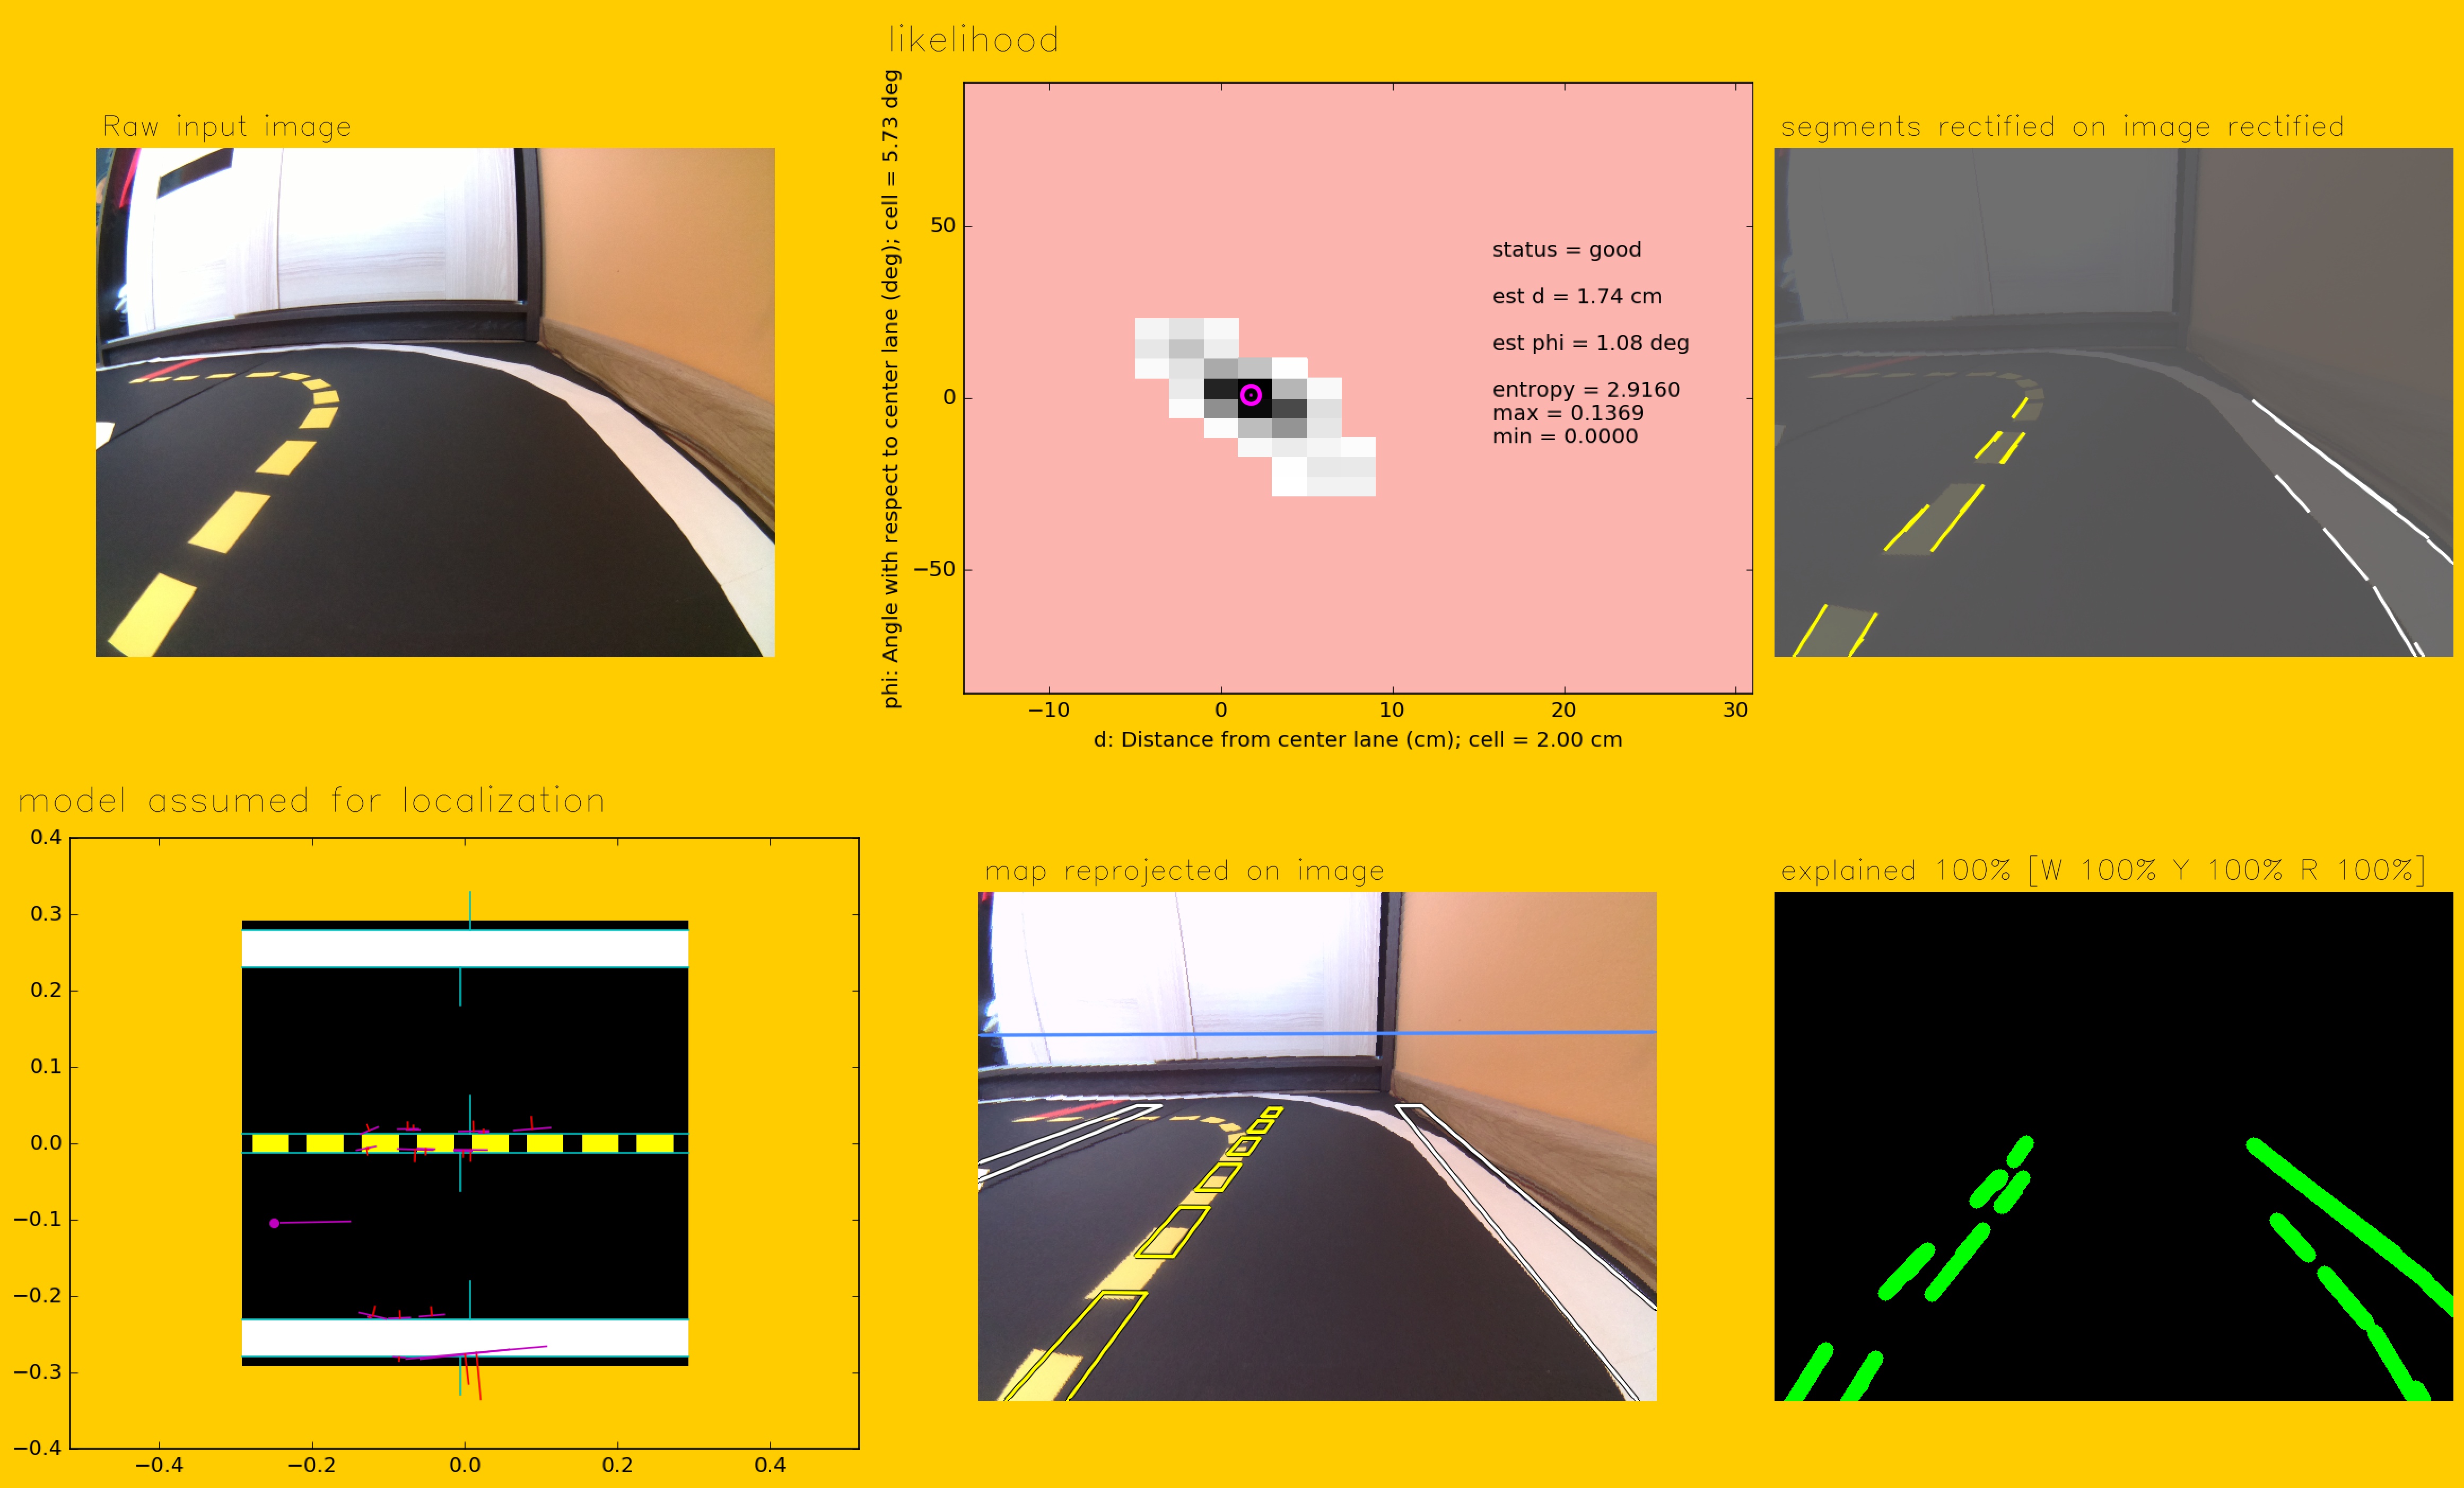 likelihood
Raw input image
segments rectified on image rectified
phi: Angle with respect to center lane (deg); cell = 5.73 deg
50
0
−50
status = good
est d = 1.74 cm
est phi = 1.08 deg
entropy = 2.9160
max = 0.1369
min = 0.0000
−10 0 10 20 30
d: Distance from center lane (cm); cell = 2.00 cm
model assumed for localization
0.4
0.3
0.2
0.1
0.0
−0.1
−0.2
−0.3
−0.4
−0.4 −0.2 0.0 0.2 0.4
map reprojected on image
explained 100% [W 100% Y 100% R 100%]